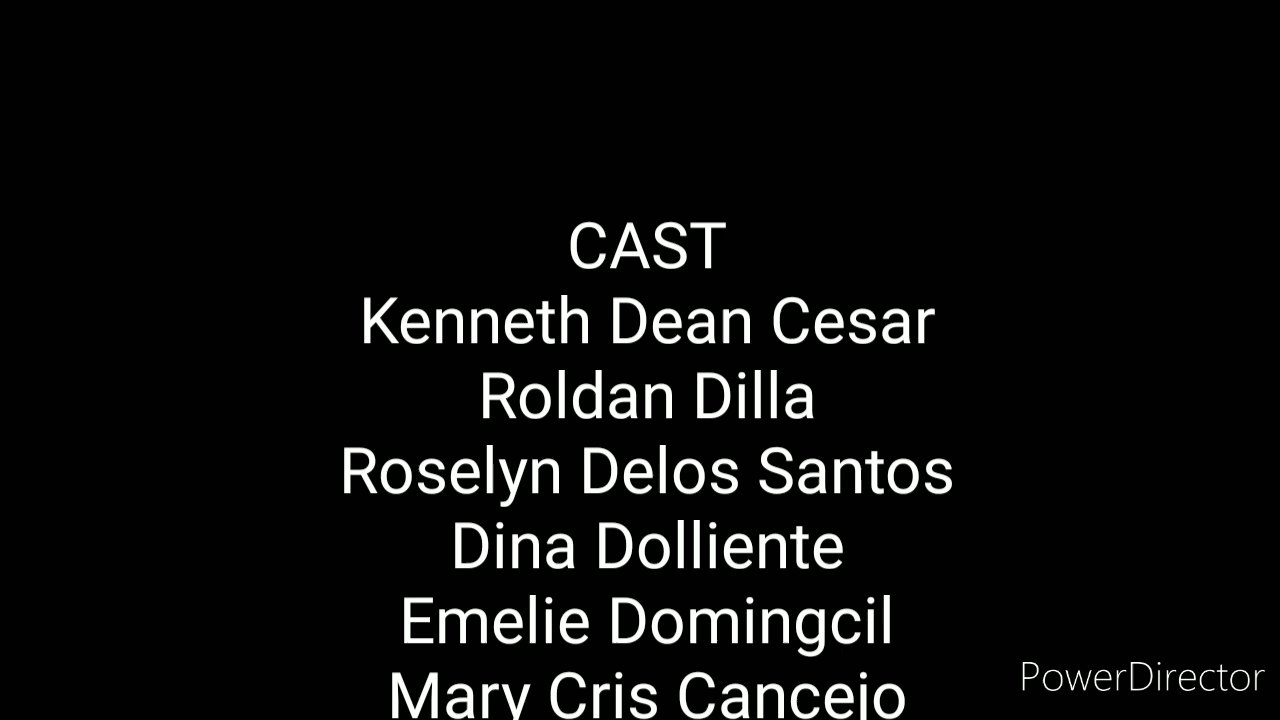 CAST
Kenneth Dean Cesar
Roldan Dilla
Roselyn Delos Santos
Dina Dolliente
Emelie Domingcil
Mary Cris Cancejo
PowerDirector